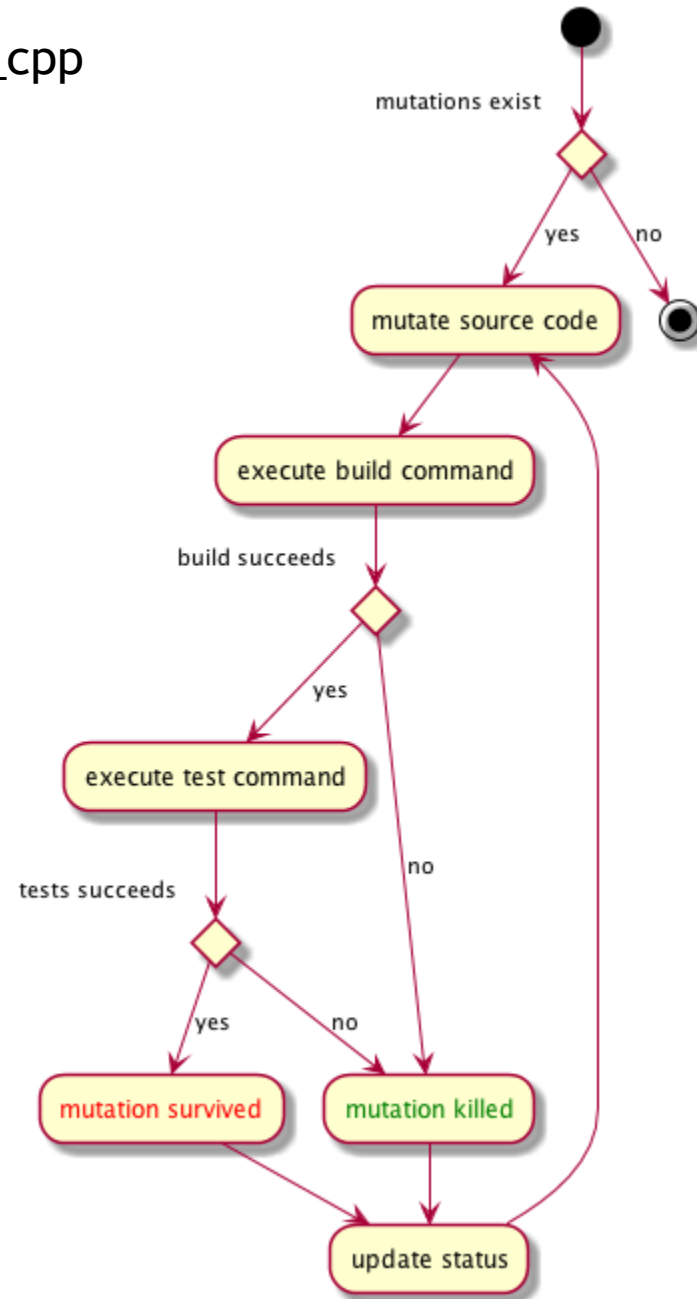 _cpp
mutations exist
yes
no
mutate source code
execute build command
build succeeds
yes
execute test command
no
tests succeeds
yes
no
mutation survived
mutation killed
update status